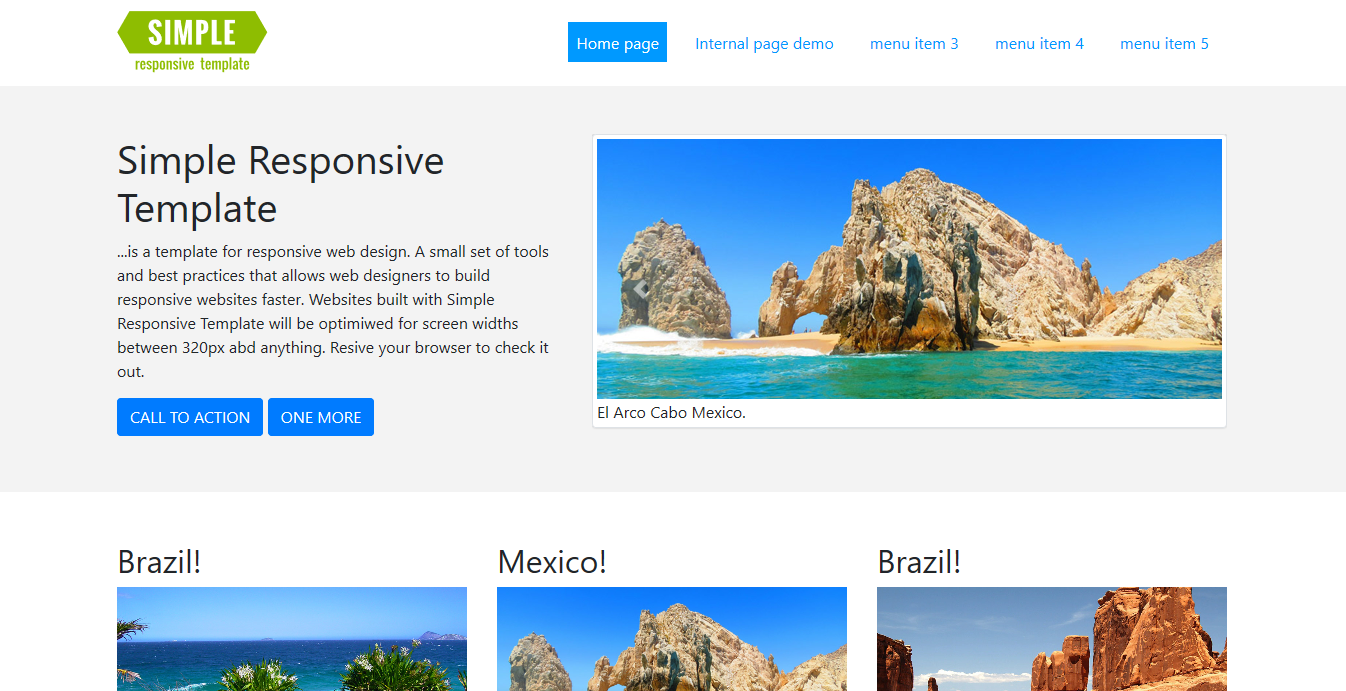 SIMPLE
responsive template
Home page
Internal page demo
menu item 3
menu item 4
menu item 5
Simple Responsive
Template
...is a template for responsive web design. A small set of tools
and best practices that allows web designers to build
responsive websites faster. Websites built with Simple
Responsive Template will be optimiwed for screen widths
between 320px abd anything. Resive your browser to check it
out.
CALL TO ACTION
ONE MORE
El Arco Cabo Mexico.
Brazil!
Mexico!
Brazil!